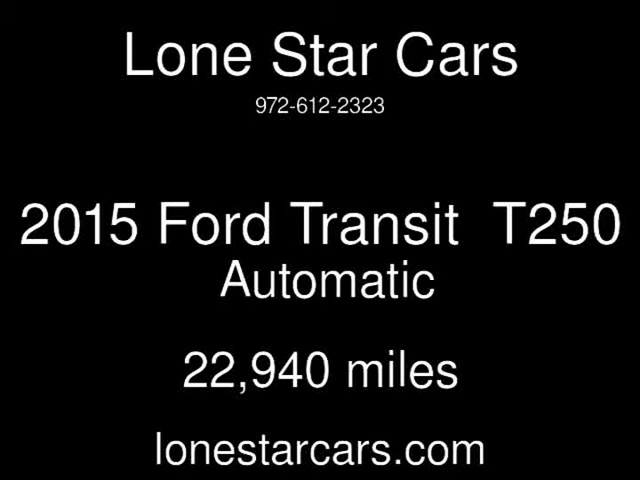 Lone Star Cars
972-612-2323
2015 Ford Transit  T250
Automatic
22,940 miles
lonestarcars.com